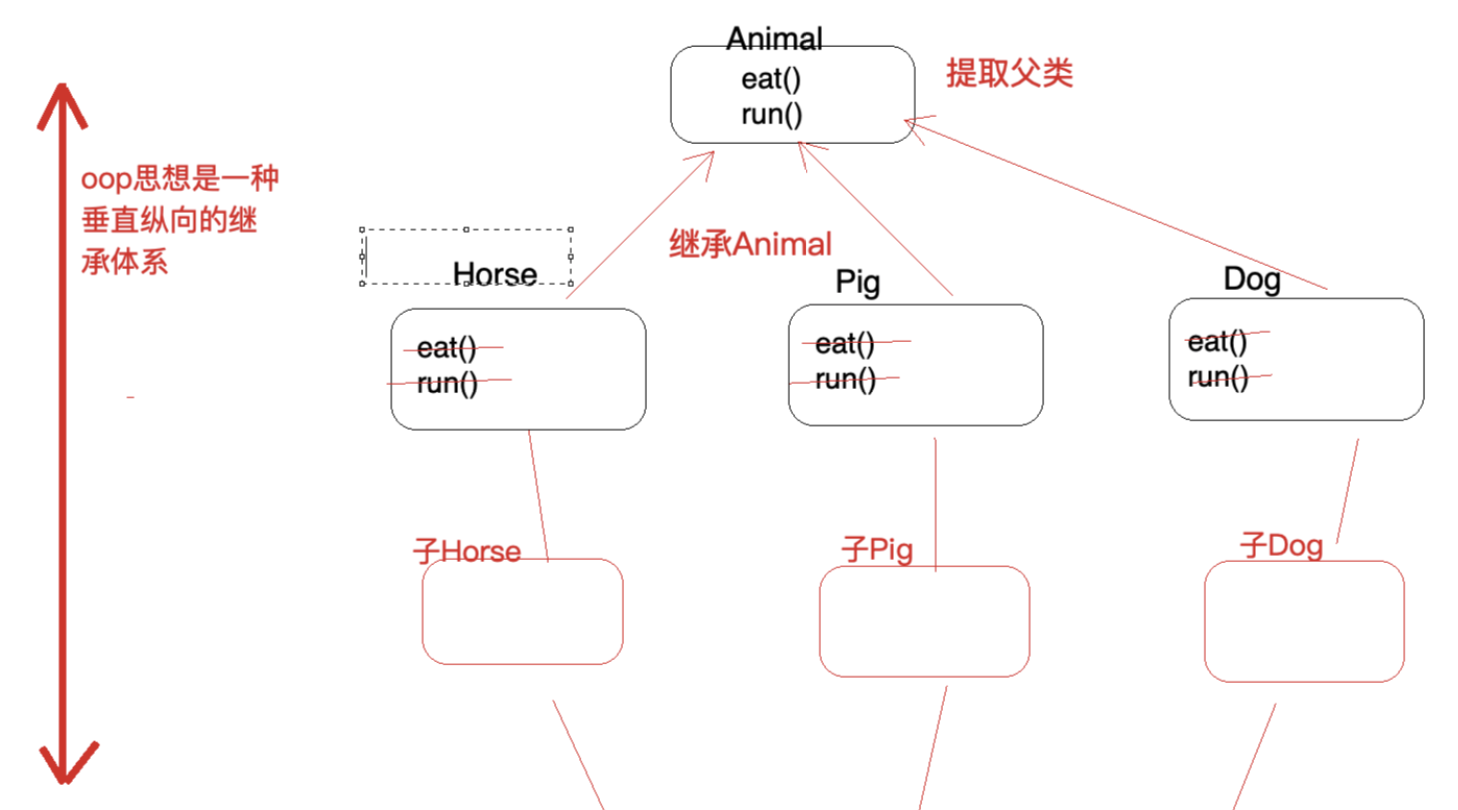 Animal
eat()
run()
提取父类
oop思想是一种
垂直纵向的继
承体系
继承Animal
Horse
eat()
run()
Pig
eat()
run()
Dog
eat()
run()
子Horse
子Pig
子Dog